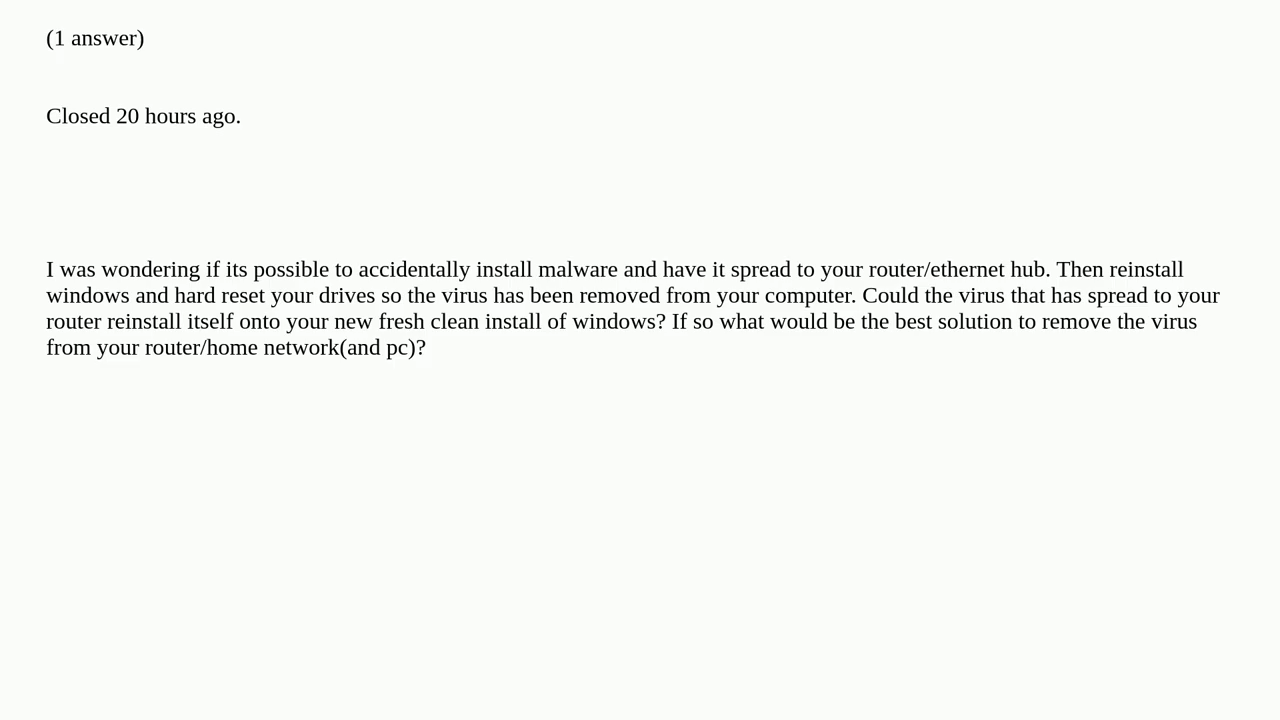 (1 answer)
Closed 20 hours ago.
I was wondering if its possible to accidentally install malware and have it spread to your router/ethernet hub. Then reinstall
windows and hard reset your drives so the virus has been removed from your computer. Could the virus that has spread to your
router reinstall itself onto your new fresh clean install of windows? If so what would be the best solution to remove the virus
from your router/home network(and pc)?